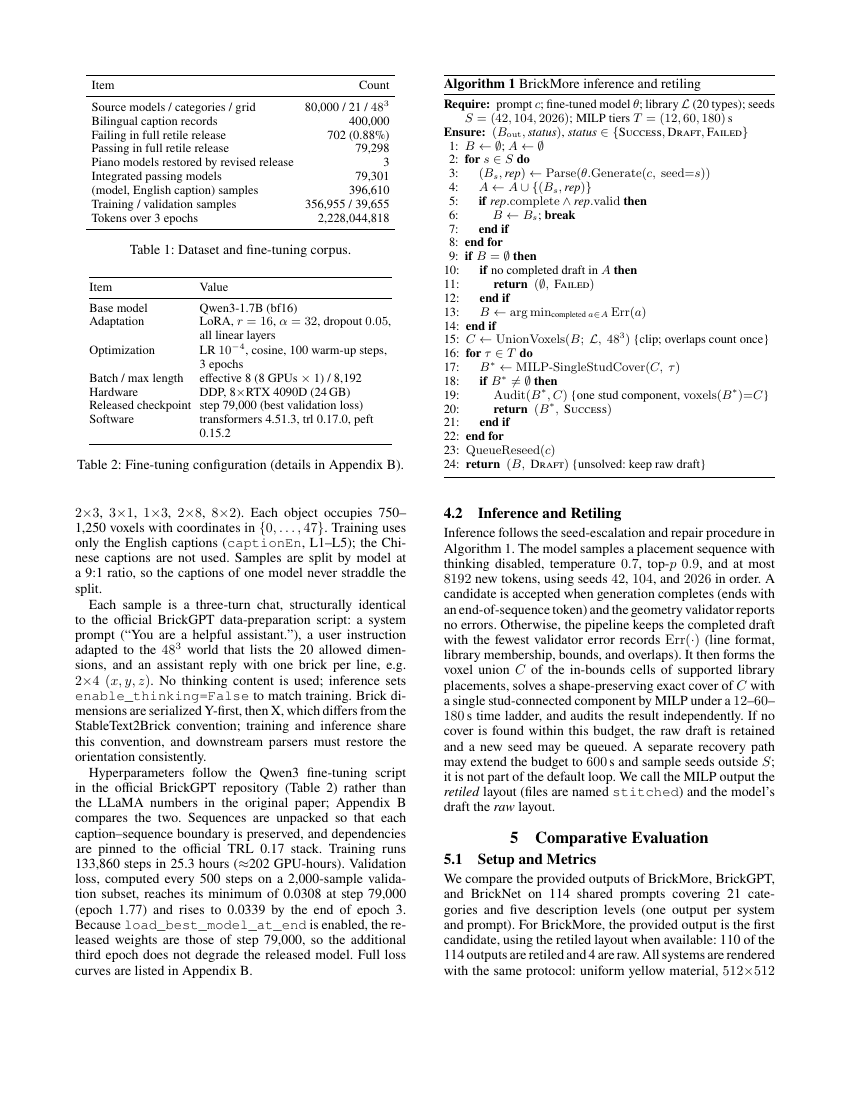 Item Count
Source models / categories / grid 80,000 / 21 / 48³
Bilingual caption records 400,000
Failing in full retile release 702 (0.88%)
Passing in full retile release 79,298
Piano models restored by revised release 3
Integrated passing models 79,301
(model, English caption) samples 396,610
Training / validation samples 356,955 / 39,655
Tokens over 3 epochs 2,228,044,818
Table 1: Dataset and fine-tuning corpus.
Item Value
Base model Qwen3-1.7B (bf16)
Adaptation LoRA, r = 16, α = 32, dropout 0.05,
all linear layers
Optimization LR 10⁻⁴, cosine, 100 warm-up steps,
3 epochs
Batch / max length effective 8 (8 GPUs × 1) / 8,192
Hardware DDP, 8×RTX 4090D (24 GB)
Released checkpoint step 79,000 (best validation loss)
Software transformers 4.51.3, trl 0.17.0, peft
0.15.2
Table 2: Fine-tuning configuration (details in Appendix B).
2×3, 3×1, 1×3, 2×8, 8×2). Each object occupies 750–
1,250 voxels with coordinates in {0, . . . , 47}. Training uses
only the English captions (captionEn, L1–L5); the Chi-
nese captions are not used. Samples are split by model at
a 9:1 ratio, so the captions of one model never straddle the
split.
Each sample is a three-turn chat, structurally identical
to the official BrickGPT data-preparation script: a system
prompt (“You are a helpful assistant.”), a user instruction
adapted to the 48³ world that lists the 20 allowed dimen-
sions, and an assistant reply with one brick per line, e.g.
2×4 (x, y, z). No thinking content is used; inference sets
enable_thinking=False to match training. Brick di-
mensions are serialized Y-first, then X, which differs from the
StableText2Brick convention; training and inference share
this convention, and downstream parsers must restore the
orientation consistently.
Hyperparameters follow the Qwen3 fine-tuning script
in the official BrickGPT repository (Table 2) rather than
the LLaMA numbers in the original paper; Appendix B
compares the two. Sequences are unpacked so that each
caption–sequence boundary is preserved, and dependencies
are pinned to the official TRL 0.17 stack. Training runs
133,860 steps in 25.3 hours (≈202 GPU-hours). Validation
loss, computed every 500 steps on a 2,000-sample valida-
tion subset, reaches its minimum of 0.0308 at step 79,000
(epoch 1.77) and rises to 0.0339 by the end of epoch 3.
Because load_best_model_at_end is enabled, the re-
leased weights are those of step 79,000, so the additional
third epoch does not degrade the released model. Full loss
curves are listed in Appendix B.
Algorithm 1 BrickMore inference and retiling
Require: prompt c; fine-tuned model θ; library ℒ (20 types); seeds
S = (42, 104, 2026); MILP tiers T = (12, 60, 180) s
Ensure: (B_out, status), status ∈ {SUCCESS, DRAFT, FAILED}
1: B ← ∅; A ← ∅
2: for s ∈ S do
3: (B_s, rep) ← Parse(θ.Generate(c, seed=s))
4: A ← A ∪ {(B_s, rep)}
5: if rep.complete ∧ rep.valid then
6: B ← B_s; break
7: end if
8: end for
9: if B = ∅ then
10: if no completed draft in A then
11: return (∅, FAILED)
12: end if
13: B ← arg min_completed a∈A Err(a)
14: end if
15: C ← UnionVoxels(B; ℒ, 48³) {clip; overlaps count once}
16: for τ ∈ T do
17: B* ← MILP-SingleStudCover(C, τ)
18: if B* ≠ ∅ then
19: Audit(B*, C) {one stud component, voxels(B*)=C}
20: return (B*, SUCCESS)
21: end if
22: end for
23: QueueReseed(c)
24: return (B, DRAFT) {unsolved: keep raw draft}
4.2 Inference and Retiling
Inference follows the seed-escalation and repair procedure in
Algorithm 1. The model samples a placement sequence with
thinking disabled, temperature 0.7, top-p 0.9, and at most
8192 new tokens, using seeds 42, 104, and 2026 in order. A
candidate is accepted when generation completes (ends with
an end-of-sequence token) and the geometry validator reports
no errors. Otherwise, the pipeline keeps the completed draft
with the fewest validator error records Err(·) (line format,
library membership, bounds, and overlaps). It then forms the
voxel union C of the in-bounds cells of supported library
placements, solves a shape-preserving exact cover of C with
a single stud-connected component by MILP under a 12–60–
180 s time ladder, and audits the result independently. If no
cover is found within this budget, the raw draft is retained
and a new seed may be queued. A separate recovery path
may extend the budget to 600 s and sample seeds outside S;
it is not part of the default loop. We call the MILP output the
retiled layout (files are named stitched) and the model’s
draft the raw layout.
5 Comparative Evaluation
5.1 Setup and Metrics
We compare the provided outputs of BrickMore, BrickGPT,
and BrickNet on 114 shared prompts covering 21 cate-
gories and five description levels (one output per system
and prompt). For BrickMore, the provided output is the first
candidate, using the retiled layout when available: 110 of the
114 outputs are retiled and 4 are raw. All systems are rendered
with the same protocol: uniform yellow material, 512×512